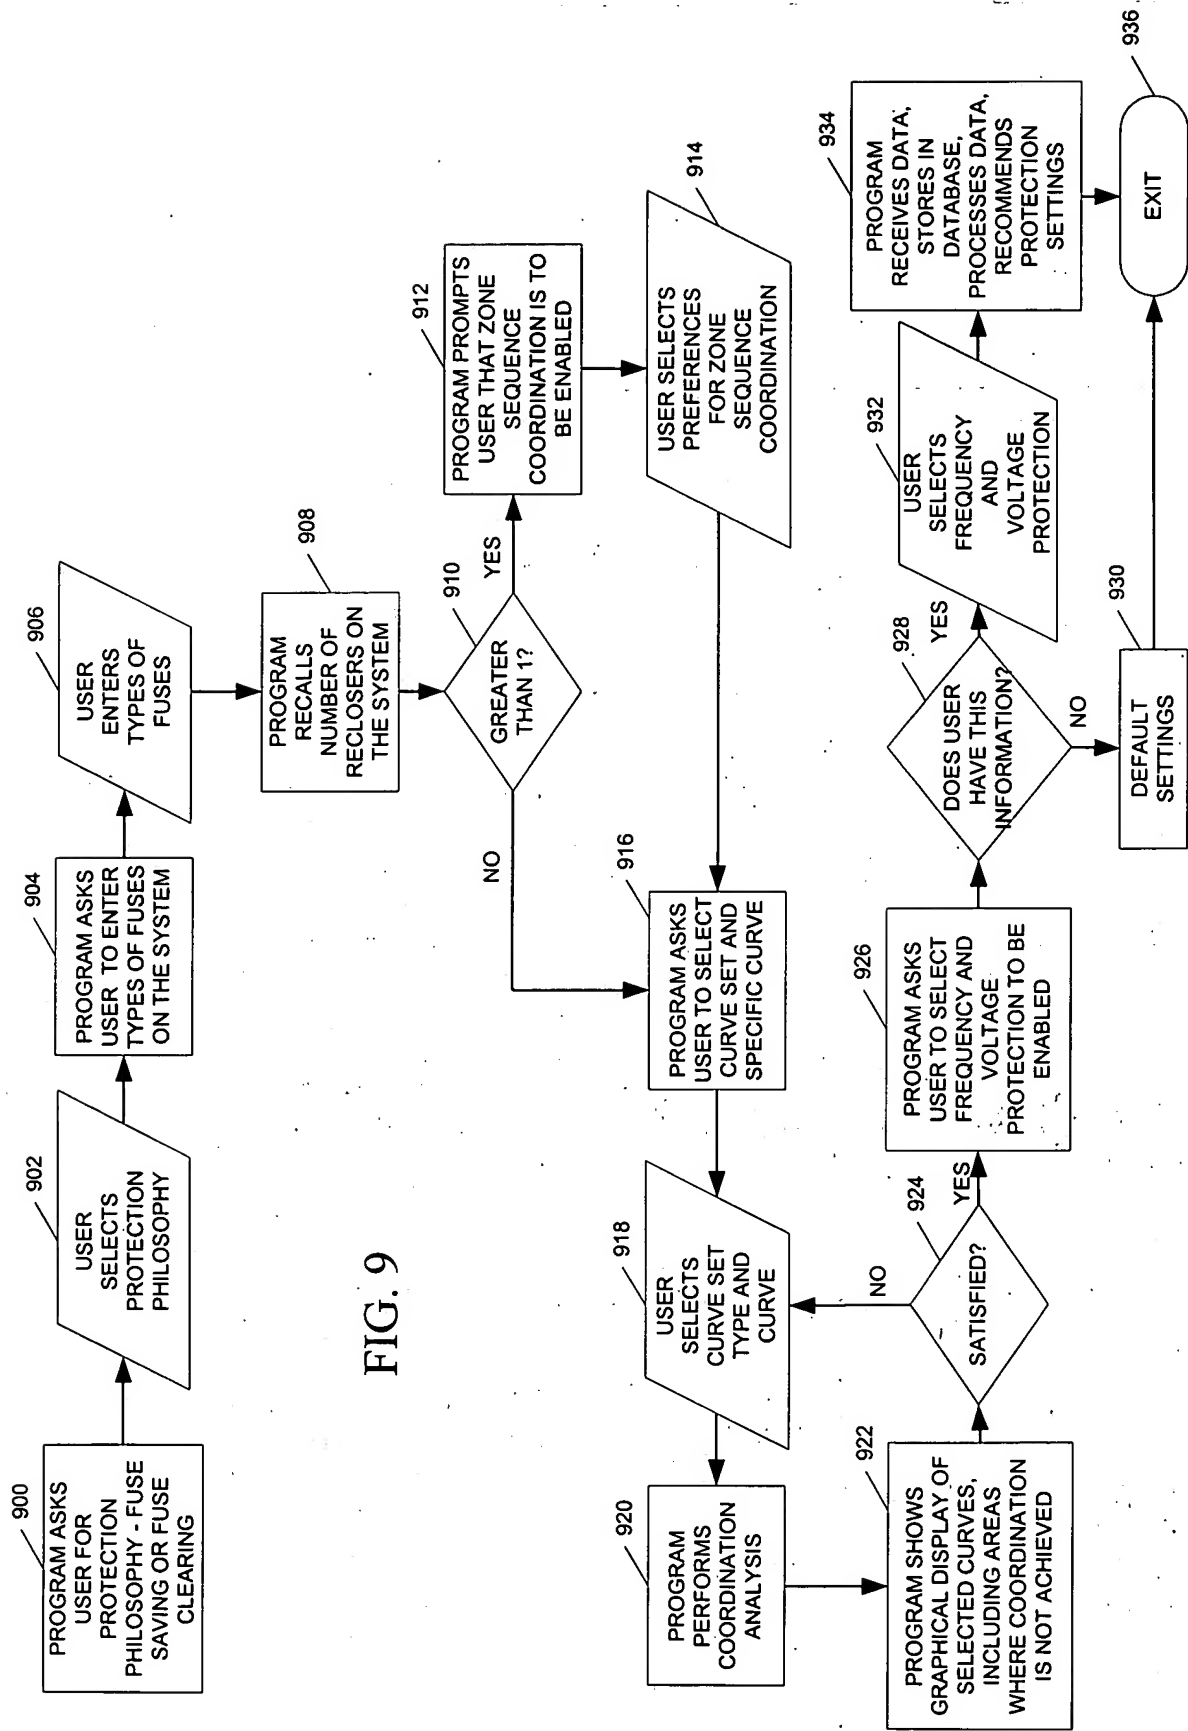 900
PROGRAM ASKS
USER FOR
PROTECTION
PHILOSOPHY - FUSE
SAVING OR FUSE
CLEARING
902
USER
SELECTS
PROTECTION
PHILOSOPHY
904
PROGRAM ASKS
USER TO ENTER
TYPES OF FUSES
ON THE SYSTEM
906
USER
ENTERS
TYPES OF
FUSES
908
PROGRAM
RECALLS
NUMBER OF
RECLOSERS ON
THE SYSTEM
910
GREATER
THAN 1?
YES
NO
912
PROGRAM PROMPTS
USER THAT ZONE
SEQUENCE
COORDINATION IS TO
BE ENABLED
914
USER SELECTS
PREFERENCES
FOR ZONE
SEQUENCE
COORDINATION
916
PROGRAM ASKS
USER TO SELECT
CURVE SET AND
SPECIFIC CURVE
918
USER
SELECTS
CURVE SET
TYPE AND
CURVE
920
PROGRAM
PERFORMS
COORDINATION
ANALYSIS
922
PROGRAM SHOWS
GRAPHICAL DISPLAY OF
SELECTED CURVES,
INCLUDING AREAS
WHERE COORDINATION
IS NOT ACHIEVED
924
SATISFIED?
NO
YES
926
PROGRAM ASKS
USER TO SELECT
FREQUENCY AND
VOLTAGE
PROTECTION TO BE
ENABLED
928
DOES USER
HAVE THIS
INFORMATION?
YES
NO
930
DEFAULT
SETTINGS
932
USER
SELECTS
FREQUENCY
AND
VOLTAGE
PROTECTION
934
PROGRAM
RECEIVES DATA,
STORES IN
DATABASE,
PROCESSES DATA,
RECOMMENDS
PROTECTION
SETTINGS
936
EXIT
FIG. 9